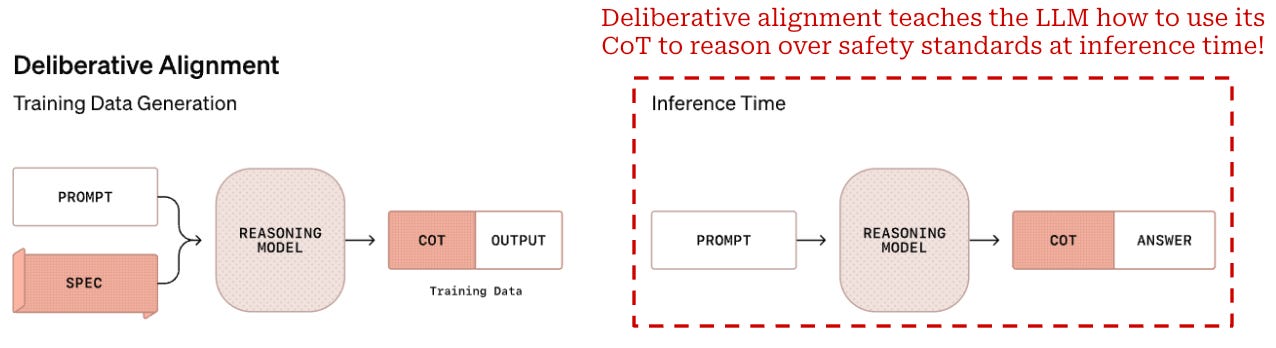 Deliberative alignment teaches the LLM how to use its
CoT to reason over safety standards at inference time!
Deliberative Alignment
Training Data Generation
PROMPT
SPEC
REASONING
MODEL
COT
OUTPUT
Training Data
Inference Time
PROMPT
REASONING
MODEL
COT
ANSWER